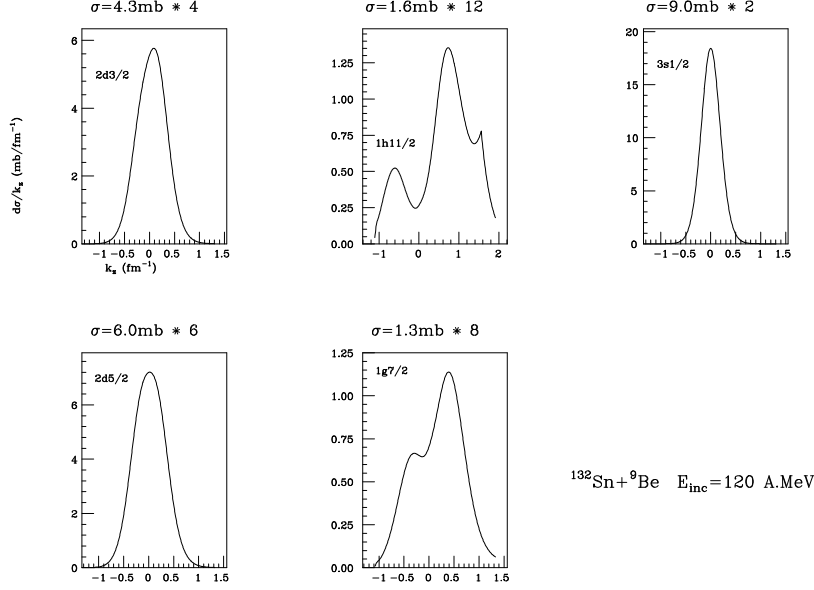 σ=4.3mb * 4
σ=1.6mb * 12
σ=9.0mb * 2
6
4
2
0
2d3/2
dσ/k_z (mb/fm⁻¹)
−1 −0.5 0 0.5 1 1.5
k_z (fm⁻¹)
1.25
1.00
0.75
0.50
0.25
0.00
1h11/2
−1 0 1 2
20
15
10
5
0
3s1/2
−1 −0.5 0 0.5 1 1.5
σ=6.0mb * 6
σ=1.3mb * 8
6
4
2
0
2d5/2
−1 −0.5 0 0.5 1 1.5
1.25
1.00
0.75
0.50
0.25
0.00
1g7/2
−1 −0.5 0 0.5 1 1.5
¹³²Sn+⁹Be E_inc=120 A.MeV